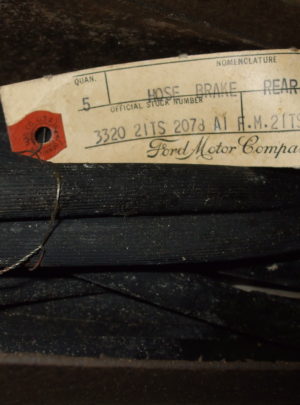 NOMENCLATURE
QUAN.
5 HOSE BRAKE REAR
OFFICIAL STOCK NUMBER
3320 21TS 2078 A1 F.M.21TS
Ford Motor Compa